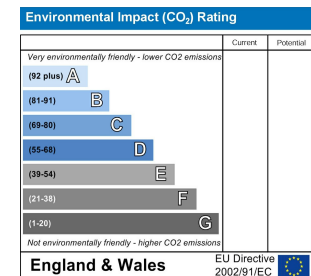 Environmental Impact (CO₂) Rating
Current Potential
Very environmentally friendly - lower CO2 emissions
(92 plus) A
(81-91) B
(69-80) C
(55-68) D
(39-54) E
(21-38) F
(1-20) G
Not environmentally friendly - higher CO2 emissions
England & Wales
EU Directive
2002/91/EC